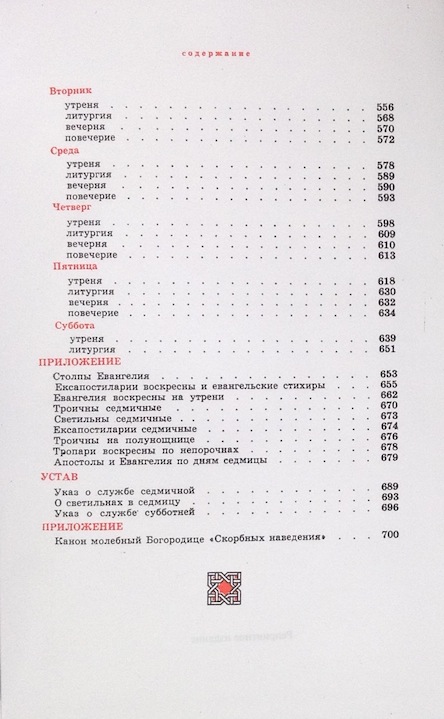 содержание
Вторник
утреня . . . . . . . . . . . . . . . . . 556
литургия . . . . . . . . . . . . . . . . 568
вечерня . . . . . . . . . . . . . . . . 570
повечерие . . . . . . . . . . . . . . . 572
Среда
утреня . . . . . . . . . . . . . . . . . 578
литургия . . . . . . . . . . . . . . . . 589
вечерня . . . . . . . . . . . . . . . . 590
повечерие . . . . . . . . . . . . . . . 593
Четверг
утреня . . . . . . . . . . . . . . . . . 598
литургия . . . . . . . . . . . . . . . . 609
вечерня . . . . . . . . . . . . . . . . 610
повечерие . . . . . . . . . . . . . . . 613
Пятница
утреня . . . . . . . . . . . . . . . . . 618
литургия . . . . . . . . . . . . . . . . 630
вечерня . . . . . . . . . . . . . . . . 632
повечерие . . . . . . . . . . . . . . . 634
Суббота
утреня . . . . . . . . . . . . . . . . . 639
литургия . . . . . . . . . . . . . . . . 651
ПРИЛОЖЕНИЕ
Столпы Евангелия . . . . . . . . . . . . 653
Ексапостиларии воскресны и евангельские стихиры . . . 655
Евангелия воскресны на утрени . . . . . . . . 662
Троичны седмичные . . . . . . . . . . . 670
Светильны седмичные . . . . . . . . . . 673
Ексапостиларии седмичные . . . . . . . . . 674
Троичны на полунощнице . . . . . . . . . 676
Тропари воскресны по непорочнах . . . . . . . 678
Апостолы и Евангелия по дням седмицы . . . . . . 679
УСТАВ
Указ о службе седмичной . . . . . . . . . 689
О светильнах в седмицу . . . . . . . . . . 693
Указ о службе субботней . . . . . . . . . 696
ПРИЛОЖЕНИЕ
Канон молебный Богородице «Скорбных наведения» . . . 700